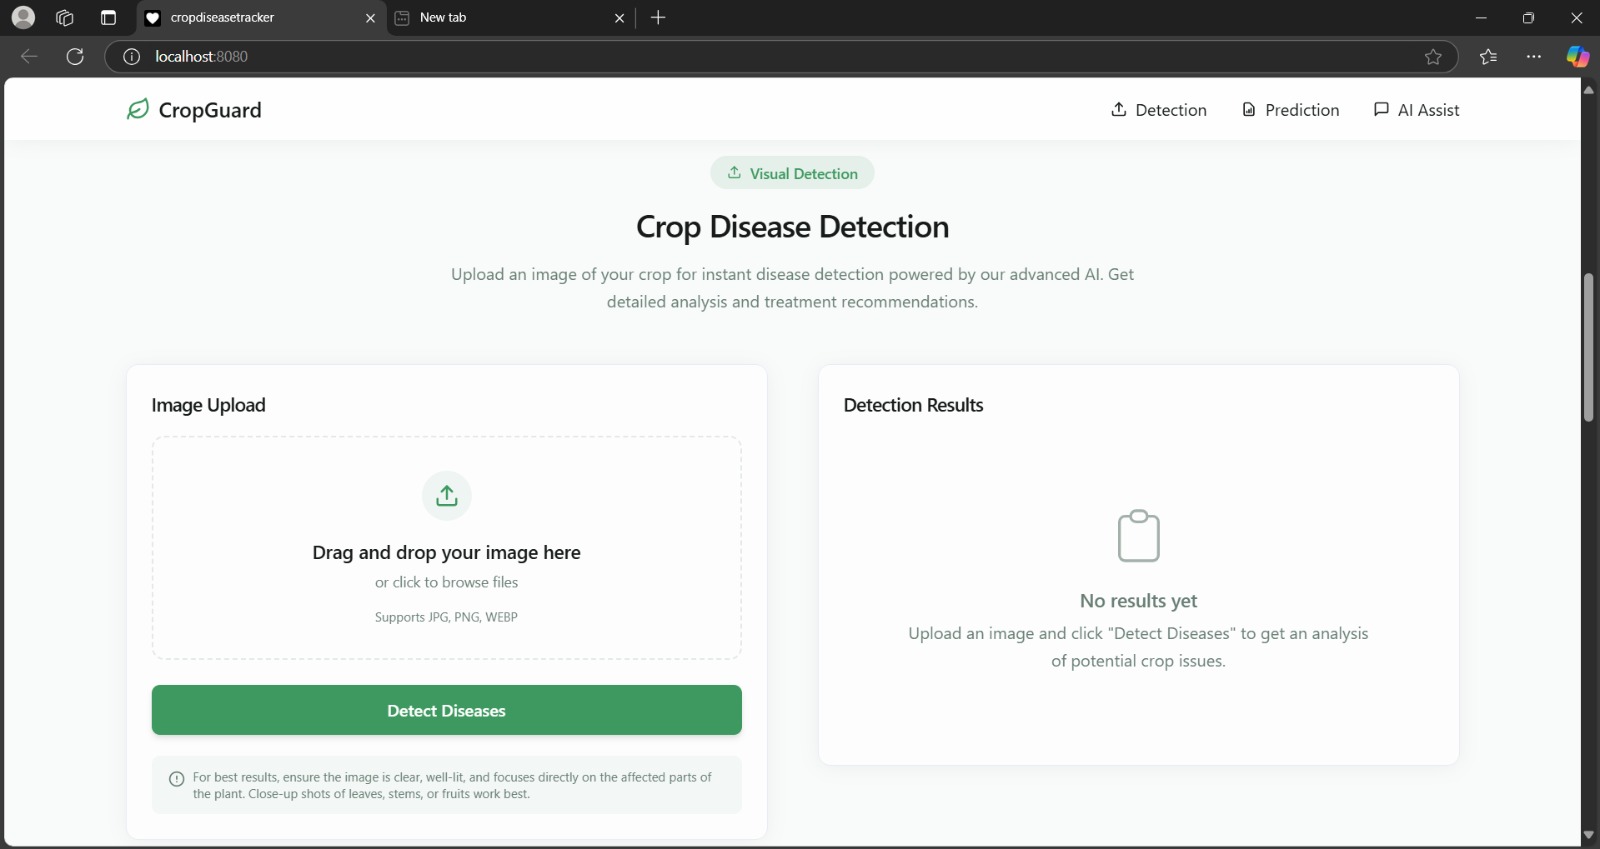 cropdiseasetracker
New tab
localhost:8080
CropGuard
Detection
Prediction
AI Assist
Visual Detection
Crop Disease Detection
Upload an image of your crop for instant disease detection powered by our advanced AI. Get
detailed analysis and treatment recommendations.
Image Upload
Drag and drop your image here
or click to browse files
Supports JPG, PNG, WEBP
Detect Diseases
For best results, ensure the image is clear, well-lit, and focuses directly on the affected parts of
the plant. Close-up shots of leaves, stems, or fruits work best.
Detection Results
No results yet
Upload an image and click "Detect Diseases" to get an analysis
of potential crop issues.